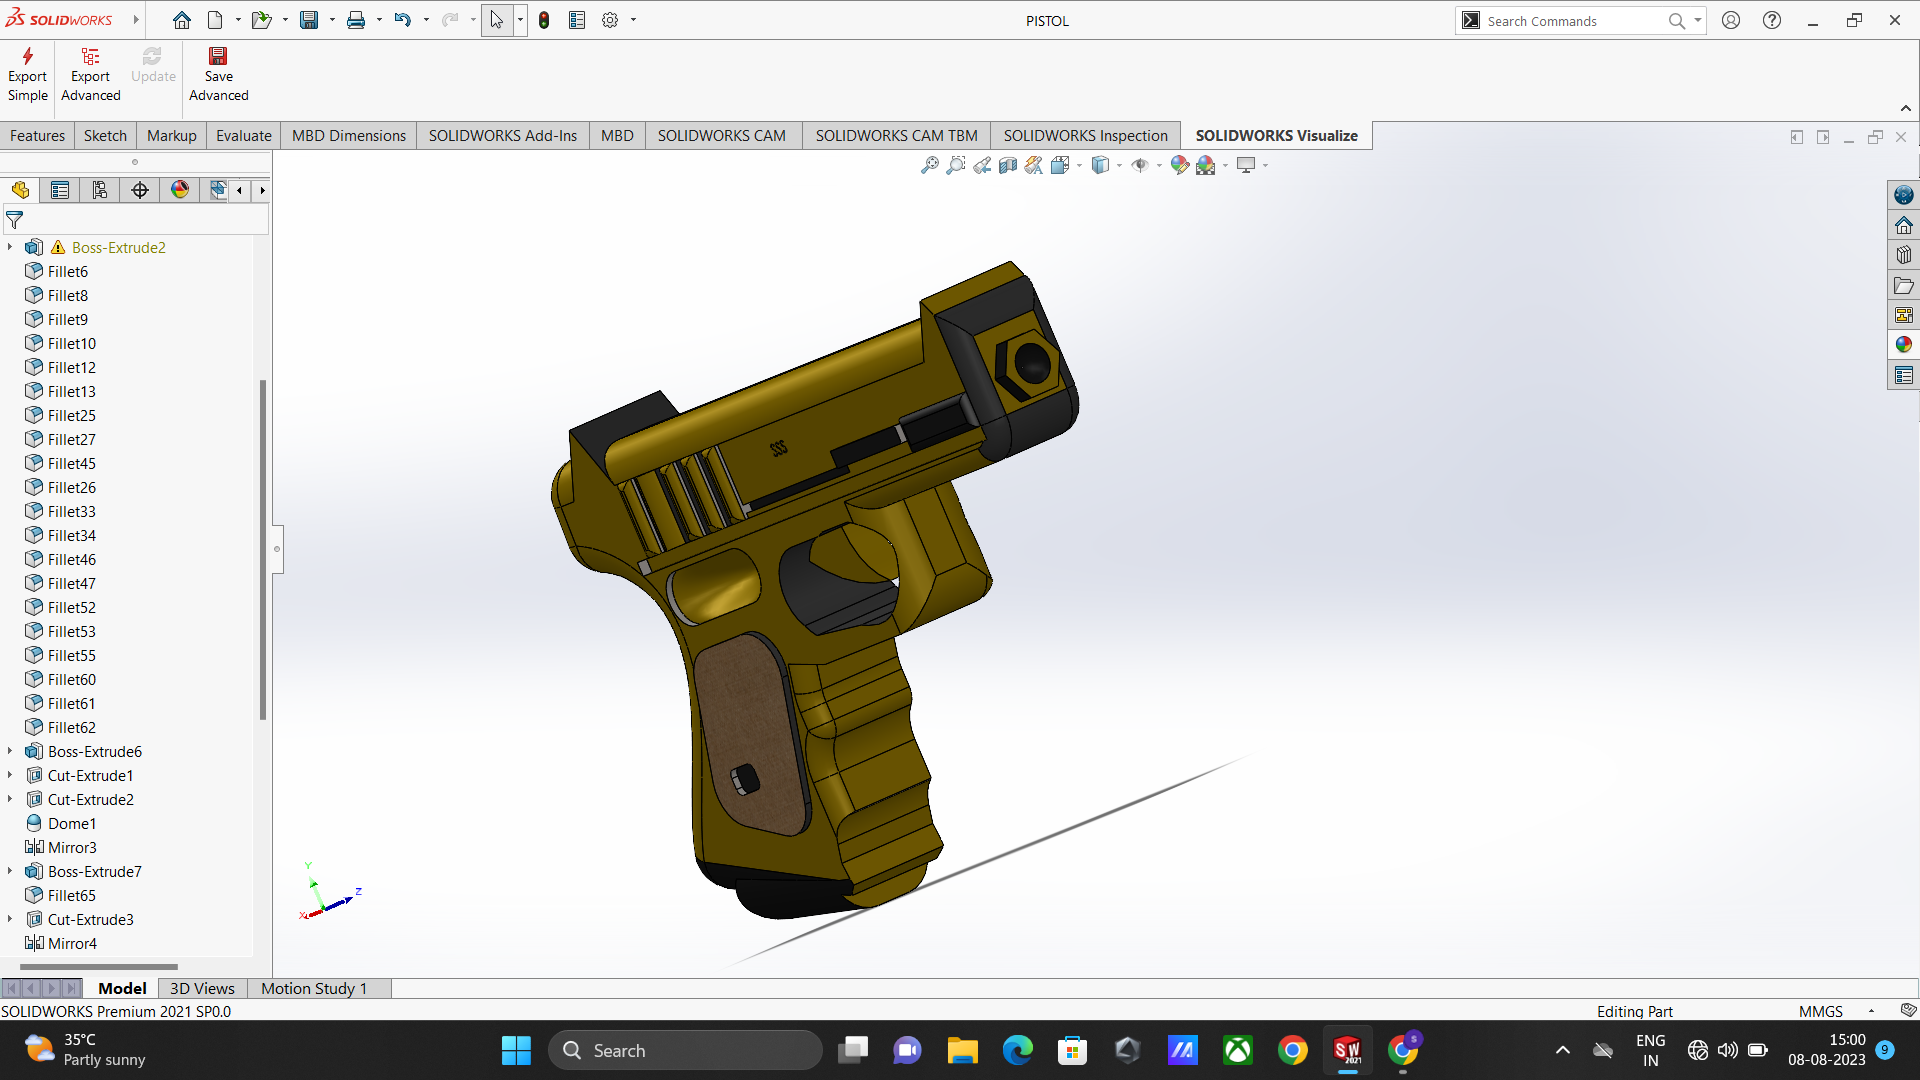 SOLIDWORKS
PISTOL
Search Commands
Export Simple
Export Advanced
Update
Save Advanced
Features
Sketch
Markup
Evaluate
MBD Dimensions
SOLIDWORKS Add-Ins
MBD
SOLIDWORKS CAM
SOLIDWORKS CAM TBM
SOLIDWORKS Inspection
SOLIDWORKS Visualize
Boss-Extrude2
Fillet6
Fillet8
Fillet9
Fillet10
Fillet12
Fillet13
Fillet25
Fillet27
Fillet45
Fillet26
Fillet33
Fillet34
Fillet46
Fillet47
Fillet52
Fillet53
Fillet55
Fillet60
Fillet61
Fillet62
Boss-Extrude6
Cut-Extrude1
Cut-Extrude2
Dome1
Mirror3
Boss-Extrude7
Fillet65
Cut-Extrude3
Mirror4
SSS
Y
Z
X
Model
3D Views
Motion Study 1
SOLIDWORKS Premium 2021 SP0.0
Editing Part
MMGS
35°C
Partly sunny
Search
SW
2021
S
ENG
IN
15:00
08-08-2023
9